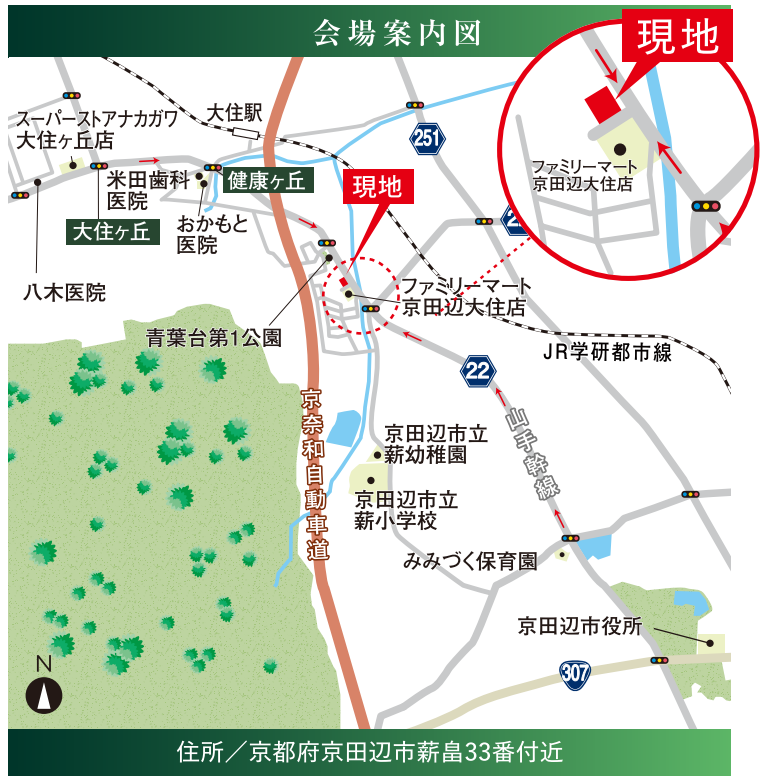 会場案内図
現地
スーパーストアナカガワ
大住ヶ丘店
大住駅
251
ファミリーマート
京田辺大住店
米田歯科
医院
健康ヶ丘
現地
大住ヶ丘
おかもと
医院
八木医院
ファミリーマート
京田辺大住店
青葉台第1公園
JR学研都市線
22
京奈和自動車道
山手幹線
京田辺市立
薪幼稚園
京田辺市立
薪小学校
みみづく保育園
京田辺市役所
307
N
住所／京都府京田辺市薪畠33番付近